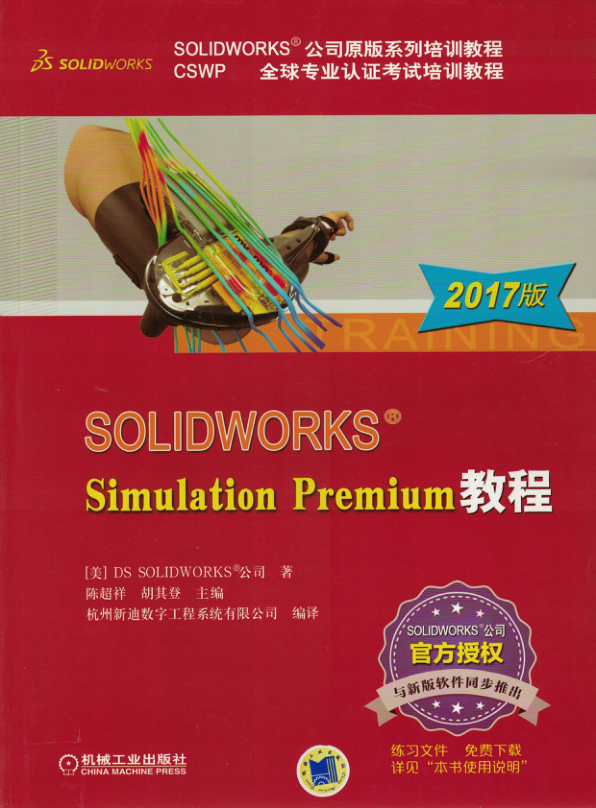 SOLIDWORKS® 公司原版系列培训教程
CSWP 全球专业认证考试培训教程
3S SOLIDWORKS
2017版
TRAINING
SOLIDWORKS®
Simulation Premium教程
[美] DS SOLIDWORKS®公司 著
陈超祥 胡其登 主编
杭州新迪数字工程系统有限公司 编译
SOLIDWORKS®公司
官方授权
与新版软件同步推出
练习文件 免费下载
详见“本书使用说明”
机械工业出版社
CHINA MACHINE PRESS